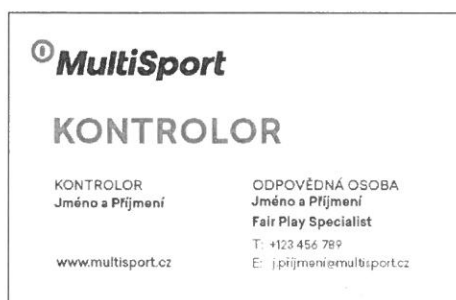 MultiSport
KONTROLOR
KONTROLOR
Jméno a Příjmení
www.multisport.cz
ODPOVĚDNÁ OSOBA
Jméno a Příjmení
Fair Play Specialist
T: +123 456 789
E: j.prijmeni@multisport.cz